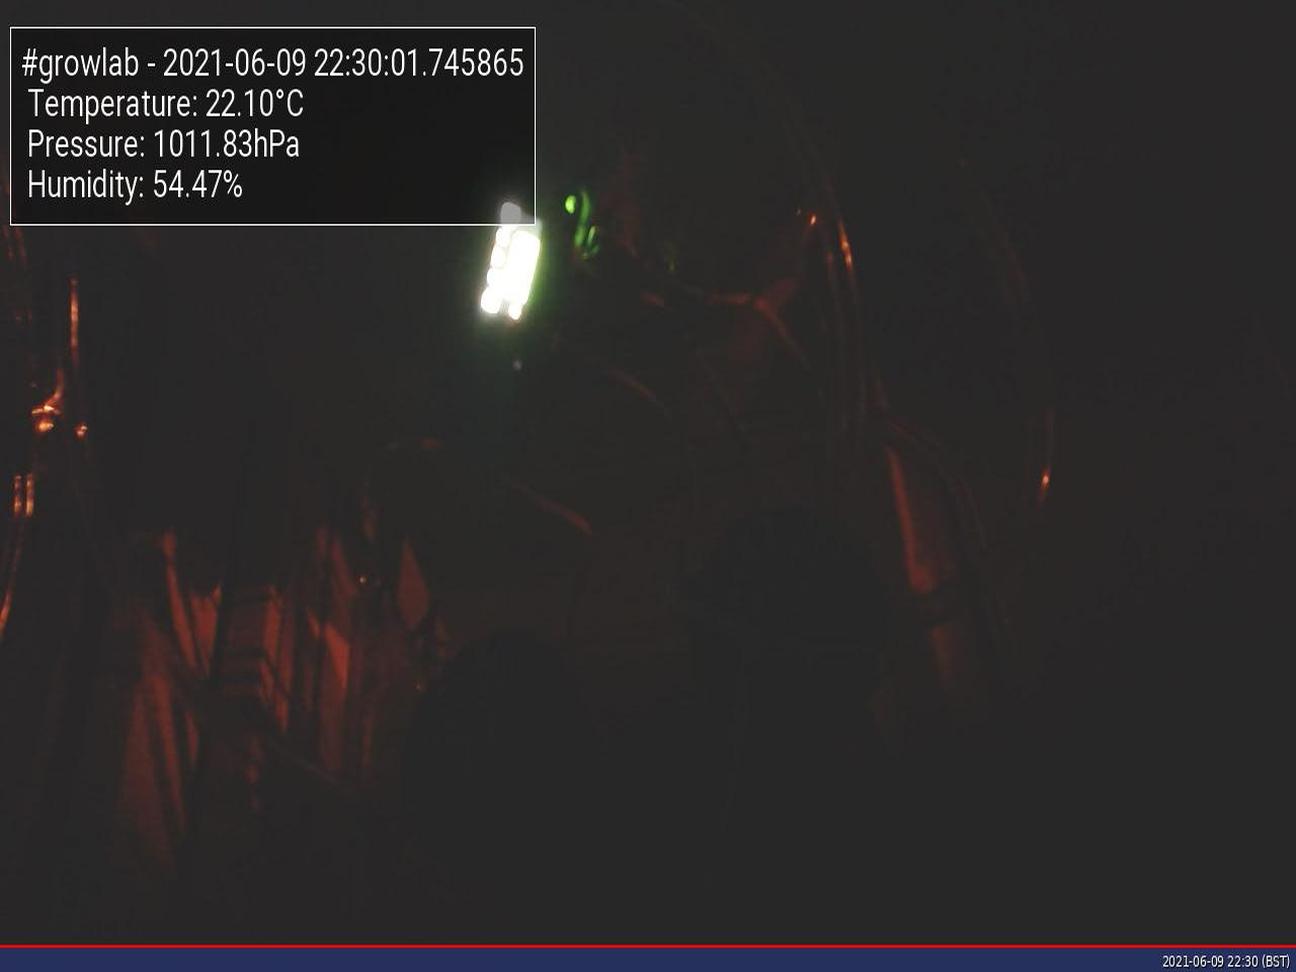 #growlab - 2021-06-09 22:30:01.745865
Temperature: 22.10°C
Pressure: 1011.83hPa
Humidity: 54.47%
2021-06-09 22:30 (BST)